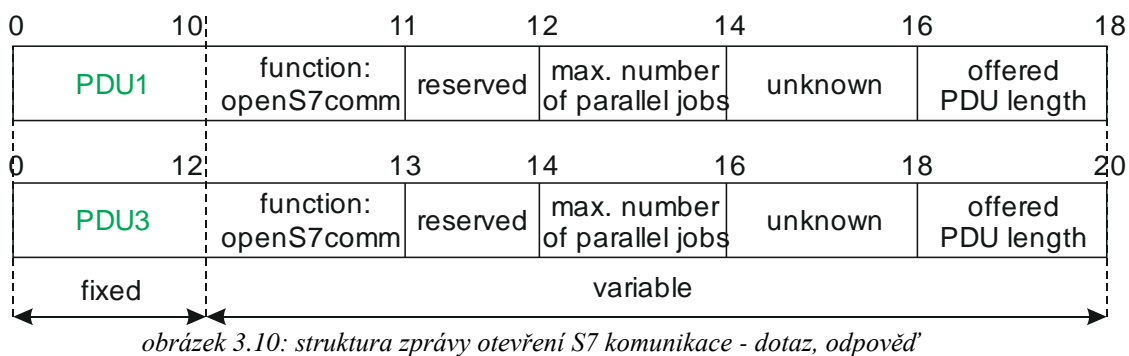 0 10 11 12 14 16 18
PDU1 function: openS7comm reserved max. number of parallel jobs unknown offered PDU length
0 12 13 14 16 18 20
PDU3 function: openS7comm reserved max. number of parallel jobs unknown offered PDU length
fixed variable
obrázek 3.10: struktura zprávy otevření S7 komunikace - dotaz, odpověď